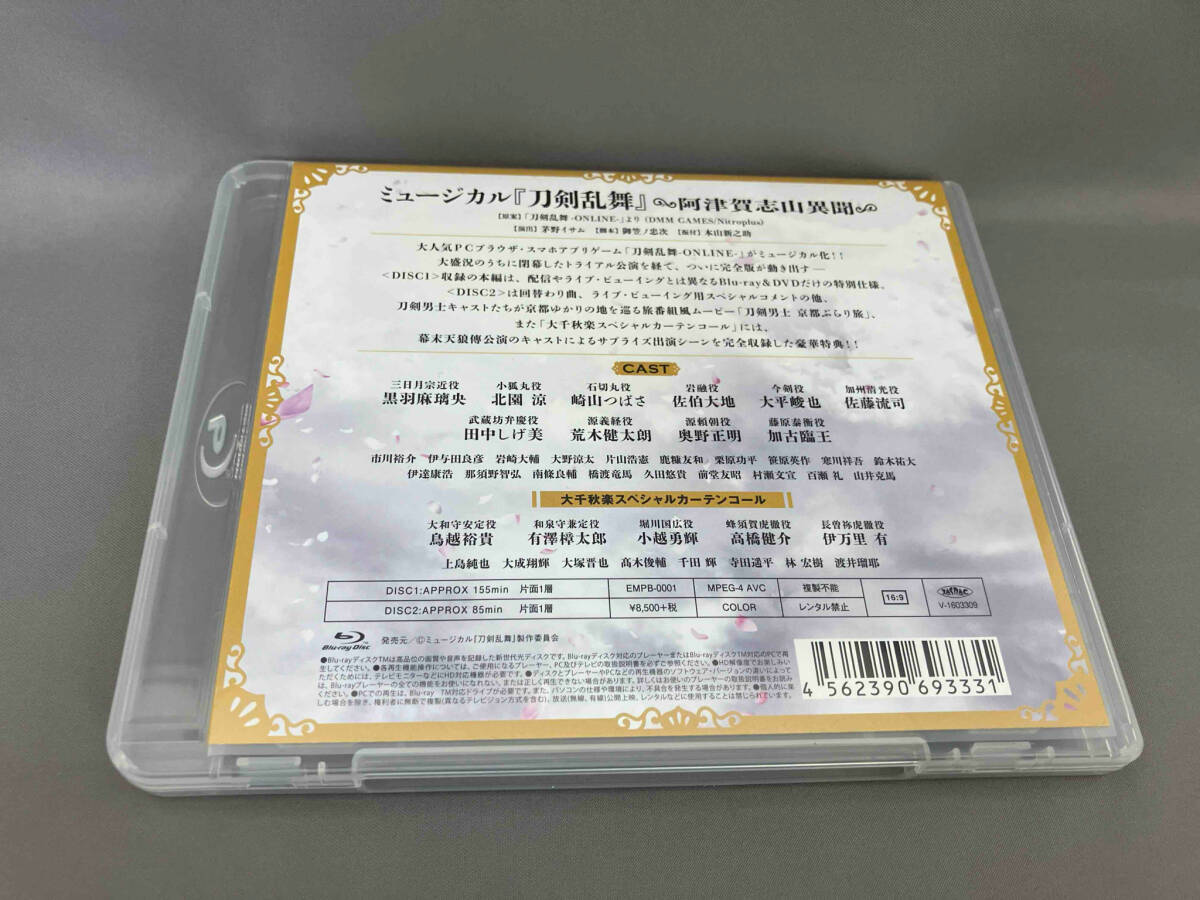 ミュージカル『刀剣乱舞』 ～阿津賀志山異聞～
【原案】「刀剣乱舞-ONLINE-」より (DMM GAMES/Nitroplus)
【演出】茅野イサム 【脚本】御笠ノ忠次 【振付】本山新之助
大人気PCブラウザ・スマホアプリゲーム「刀剣乱舞-ONLINE-」がミュージカル化!!
大盛況のうちに閉幕したトライアル公演を経て、ついに完全版が動き出す―
<DISC1>収録の本編は、配信やライブ・ビューイングとは異なるBlu-ray&DVDだけの特別仕様。
<DISC2>は回替わり曲、ライブ・ビューイング用スペシャルコメントの他、
刀剣男士キャストたちが京都ゆかりの地を巡る旅番組風ムービー「刀剣男士 京都ぶらり旅」、
また「大千秋楽スペシャルカーテンコール」には、
幕末天狼傳公演のキャストによるサプライズ出演シーンを完全収録した豪華特典!!
CAST
三日月宗近役 小狐丸役 石切丸役 岩融役 今剣役 加州清光役
黒羽麻璃央 北園 涼 崎山つばさ 佐伯大地 大平峻也 佐藤流司
武蔵坊弁慶役 源義経役 源頼朝役 藤原泰衡役
田中しげ美 荒木健太朗 奥野正明 加古臨王
市川裕介 伊与田良彦 岩崎大輔 大野涼太 片山浩憲 鹿糠友和 栗原功平 笹原英作 寒川祥吾 鈴木祐大
伊達康浩 那須野智弘 南條良輔 橋渡竜馬 久田悠貴 前堂友昭 村瀬文宣 百瀬 礼 山井克馬
大千秋楽スペシャルカーテンコール
大和守安定役 和泉守兼定役 堀川国広役 蜂須賀虎徹役 長曽祢虎徹役
鳥越裕貴 有澤樟太郎 小越勇輝 高橋健介 伊万里 有
上島純也 大成翔輝 大塚晋也 髙木俊輔 千田 輝 寺田遥平 林 宏樹 渡井瑠耶
DISC1:APPROX 155min 片面1層 EMPB-0001 MPEG-4 AVC 複製不能
DISC2:APPROX 85min 片面1層 ¥8,500+税 COLOR レンタル禁止
16:9
V-1603309
Blu-ray Disc 発売元/©ミュージカル『刀剣乱舞』製作委員会
4 562390 693331